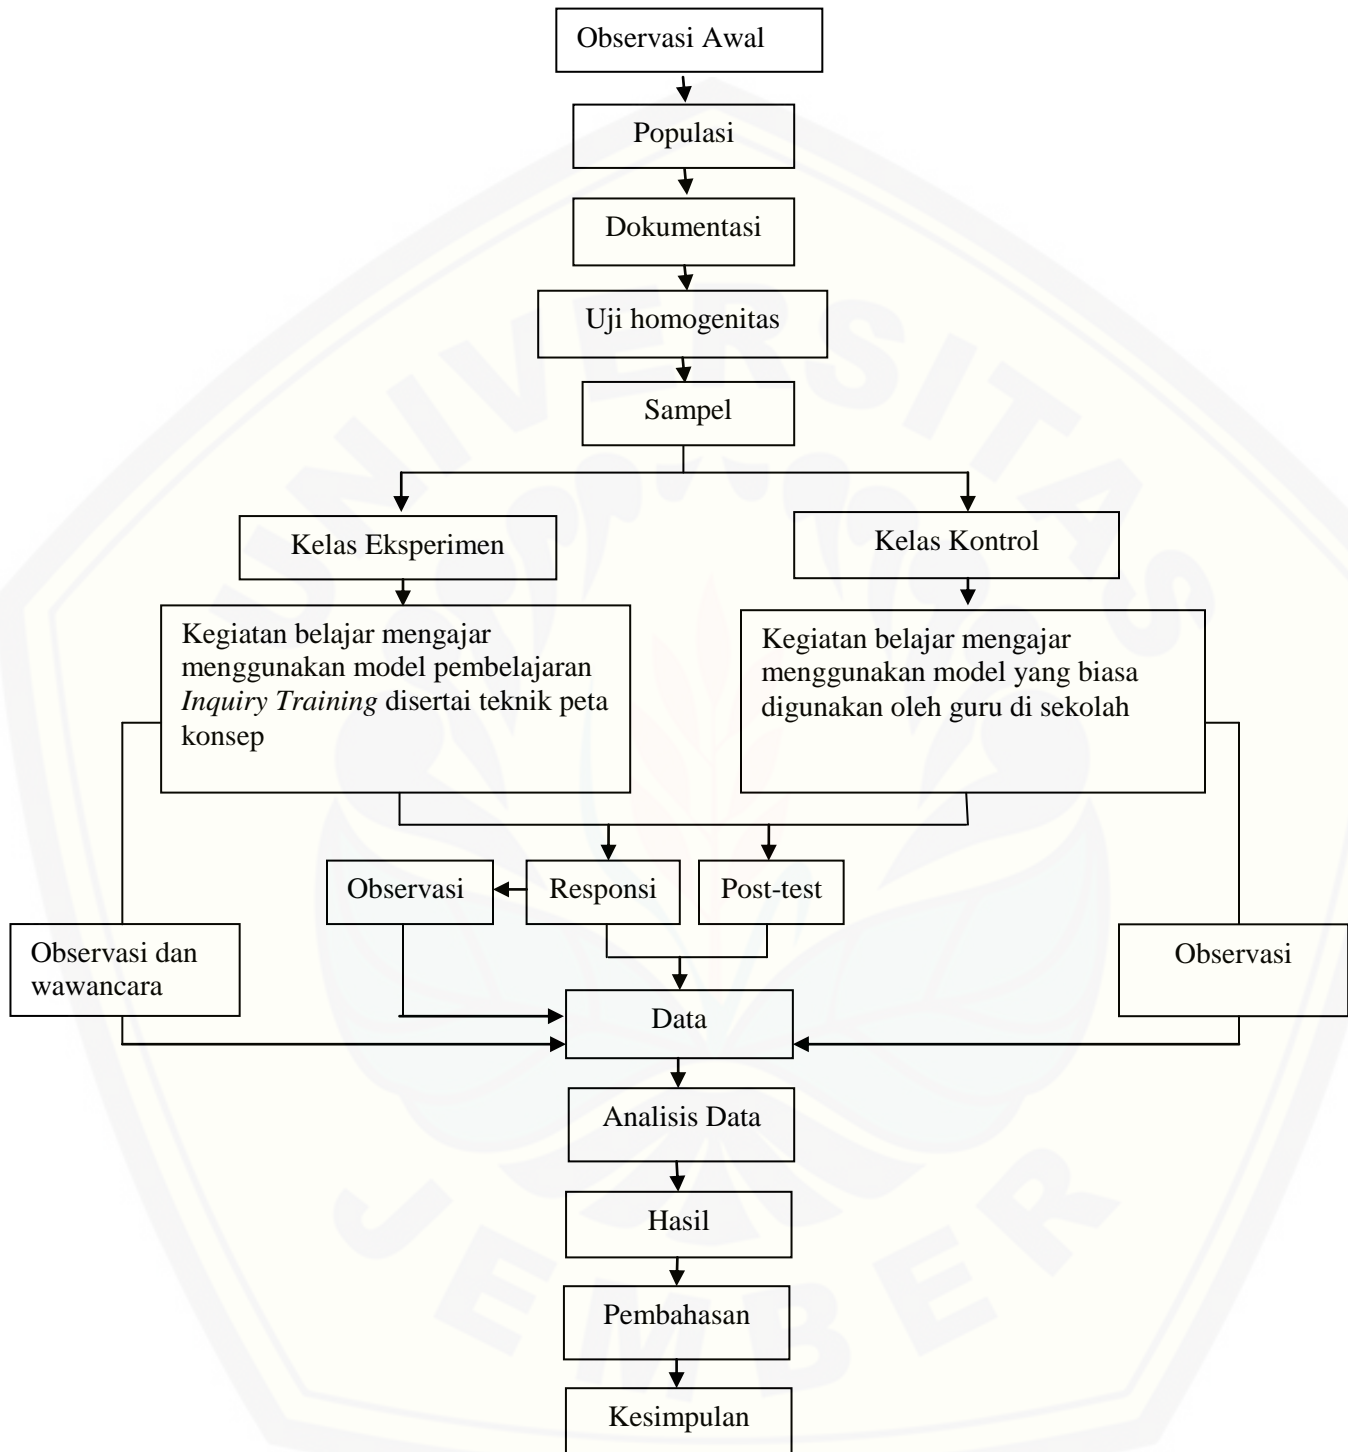 Observasi Awal
Populasi
Dokumentasi
Uji homogenitas
Sampel
Kelas Eksperimen
Kelas Kontrol
Kegiatan belajar mengajar
menggunakan model pembelajaran
Inquiry Training disertai teknik peta
konsep
Kegiatan belajar mengajar
menggunakan model yang biasa
digunakan oleh guru di sekolah
Observasi
Responsi
Post-test
Observasi dan
wawancara
Observasi
Data
Analisis Data
Hasil
Pembahasan
Kesimpulan
UNIVERSITAS
JEMBER